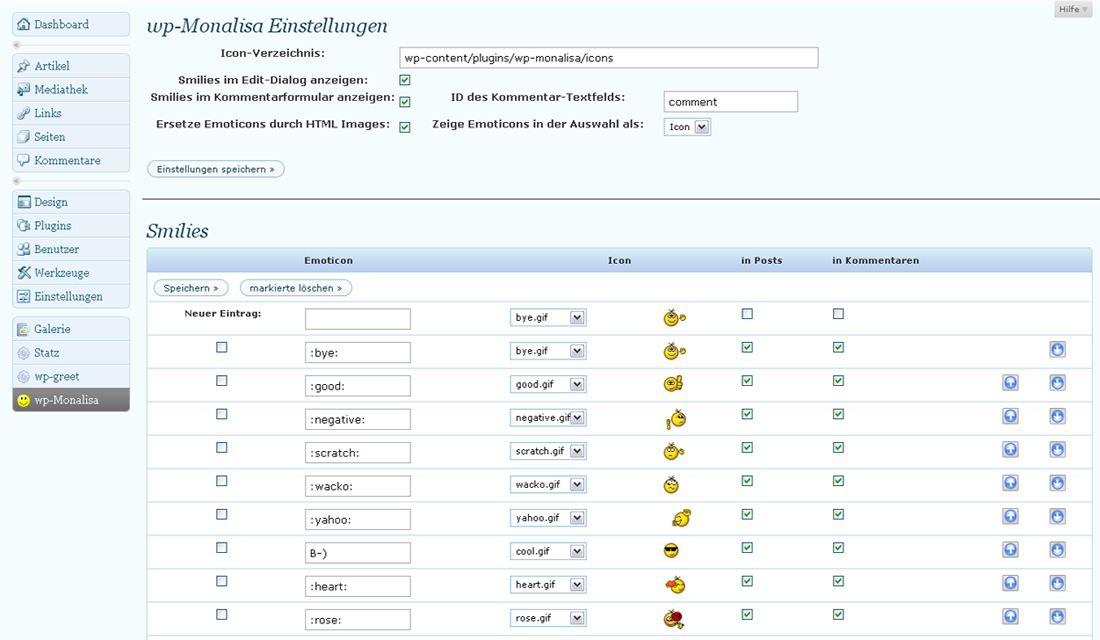 Hilfe
Dashboard
Artikel
Mediathek
Links
Seiten
Kommentare
Design
Plugins
Benutzer
Werkzeuge
Einstellungen
Galerie
Statz
wp-greet
wp-Monalisa
wp-Monalisa Einstellungen
Icon-Verzeichnis: wp-content/plugins/wp-monalisa/icons
Smilies im Edit-Dialog anzeigen:
Smilies im Kommentarformular anzeigen: ID des Kommentar-Textfelds: comment
Ersetze Emoticons durch HTML Images: Zeige Emoticons in der Auswahl als: Icon
Einstellungen speichern »
Smilies
Emoticon Icon in Posts in Kommentaren
Speichern » markierte löschen »
Neuer Eintrag: bye.gif
:bye: bye.gif
:good: good.gif
:negative: negative.gif
:scratch: scratch.gif
:wacko: wacko.gif
:yahoo: yahoo.gif
B-) cool.gif
:heart: heart.gif
:rose: rose.gif